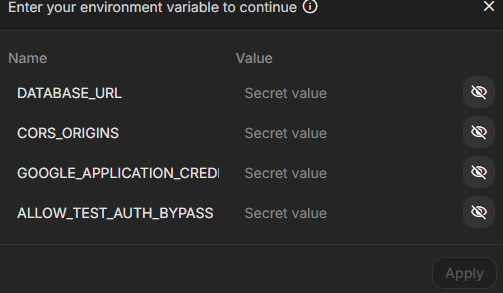 Enter your environment variable to continue
Name Value
DATABASE_URL Secret value
CORS_ORIGINS Secret value
GOOGLE_APPLICATION_CREDI Secret value
ALLOW_TEST_AUTH_BYPASS Secret value
Apply